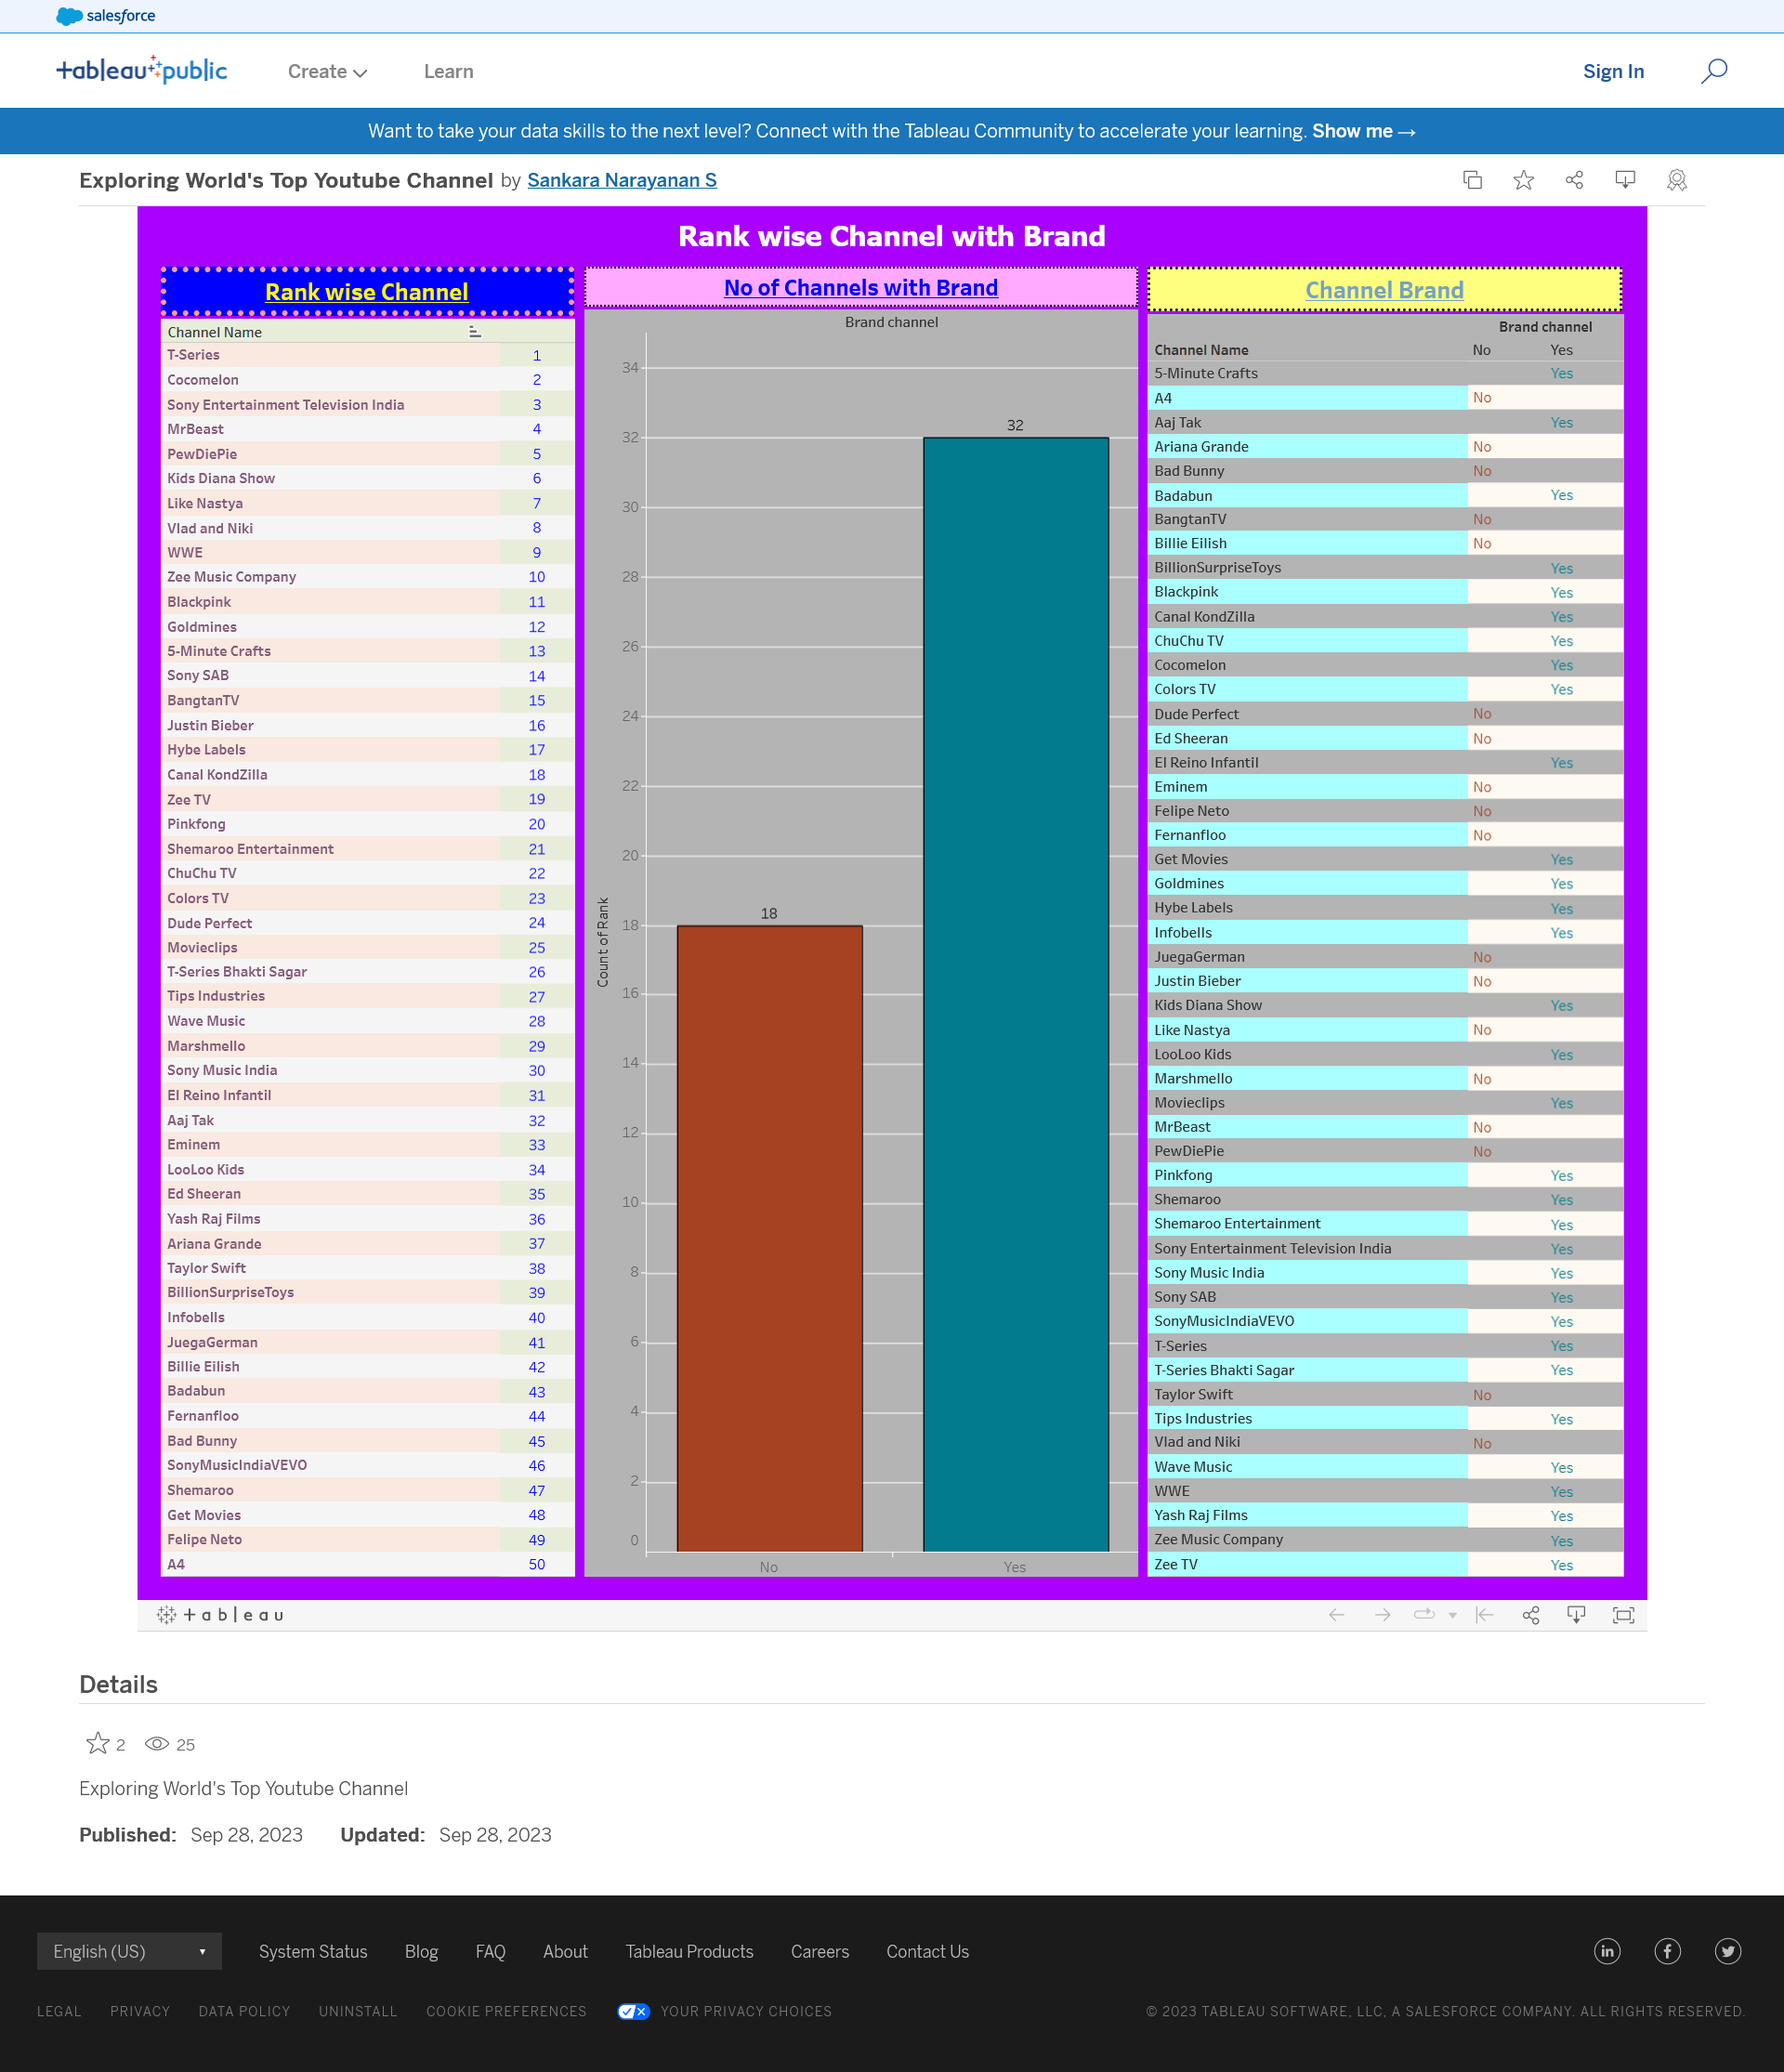 salesforce
tableau public Create Learn Sign In
Want to take your data skills to the next level? Connect with the Tableau Community to accelerate your learning. Show me →
Exploring World's Top Youtube Channel by Sankara Narayanan S
Rank wise Channel with Brand
Rank wise Channel
Channel Name
T-Series 1
Cocomelon 2
Sony Entertainment Television India 3
MrBeast 4
PewDiePie 5
Kids Diana Show 6
Like Nastya 7
Vlad and Niki 8
WWE 9
Zee Music Company 10
Blackpink 11
Goldmines 12
5-Minute Crafts 13
Sony SAB 14
BangtanTV 15
Justin Bieber 16
Hybe Labels 17
Canal KondZilla 18
Zee TV 19
Pinkfong 20
Shemaroo Entertainment 21
ChuChu TV 22
Colors TV 23
Dude Perfect 24
Movieclips 25
T-Series Bhakti Sagar 26
Tips Industries 27
Wave Music 28
Marshmello 29
Sony Music India 30
El Reino Infantil 31
Aaj Tak 32
Eminem 33
LooLoo Kids 34
Ed Sheeran 35
Yash Raj Films 36
Ariana Grande 37
Taylor Swift 38
BillionSurpriseToys 39
Infobells 40
JuegaGerman 41
Billie Eilish 42
Badabun 43
Fernanfloo 44
Bad Bunny 45
SonyMusicIndiaVEVO 46
Shemaroo 47
Get Movies 48
Felipe Neto 49
A4 50
No of Channels with Brand
Brand channel
34
32
30
28
26
24
22
20
18
16
14
12
10
8
6
4
2
0
Count of Rank
18
32
No Yes
Channel Brand
Brand channel
Channel Name No Yes
5-Minute Crafts Yes
A4 No
Aaj Tak Yes
Ariana Grande No
Bad Bunny No
Badabun Yes
BangtanTV No
Billie Eilish No
BillionSurpriseToys Yes
Blackpink Yes
Canal KondZilla Yes
ChuChu TV Yes
Cocomelon Yes
Colors TV Yes
Dude Perfect No
Ed Sheeran No
El Reino Infantil Yes
Eminem No
Felipe Neto No
Fernanfloo No
Get Movies Yes
Goldmines Yes
Hybe Labels Yes
Infobells Yes
JuegaGerman No
Justin Bieber No
Kids Diana Show Yes
Like Nastya No
LooLoo Kids Yes
Marshmello No
Movieclips Yes
MrBeast No
PewDiePie No
Pinkfong Yes
Shemaroo Yes
Shemaroo Entertainment Yes
Sony Entertainment Television India Yes
Sony Music India Yes
Sony SAB Yes
SonyMusicIndiaVEVO Yes
T-Series Yes
T-Series Bhakti Sagar Yes
Taylor Swift No
Tips Industries Yes
Vlad and Niki No
Wave Music Yes
WWE Yes
Yash Raj Films Yes
Zee Music Company Yes
Zee TV Yes
tableau
Details
2 25
Exploring World's Top Youtube Channel
Published: Sep 28, 2023 Updated: Sep 28, 2023
English (US) System Status Blog FAQ About Tableau Products Careers Contact Us
LEGAL PRIVACY DATA POLICY UNINSTALL COOKIE PREFERENCES YOUR PRIVACY CHOICES © 2023 TABLEAU SOFTWARE, LLC, A SALESFORCE COMPANY. ALL RIGHTS RESERVED.